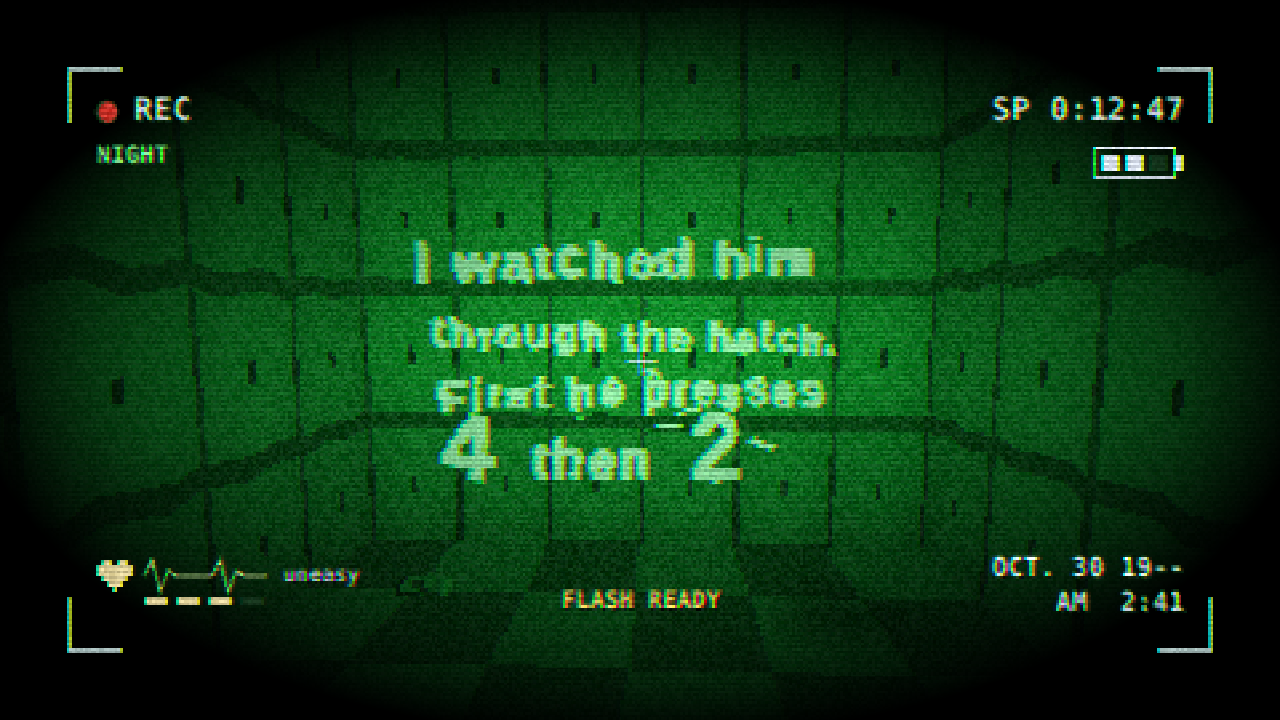 REC
SP 0:12:47
NIGHT
I watched him
through the hatch.
First he presses
4 then 2
uneasy
FLASH READY
OCT. 30 19--
AM 2:41